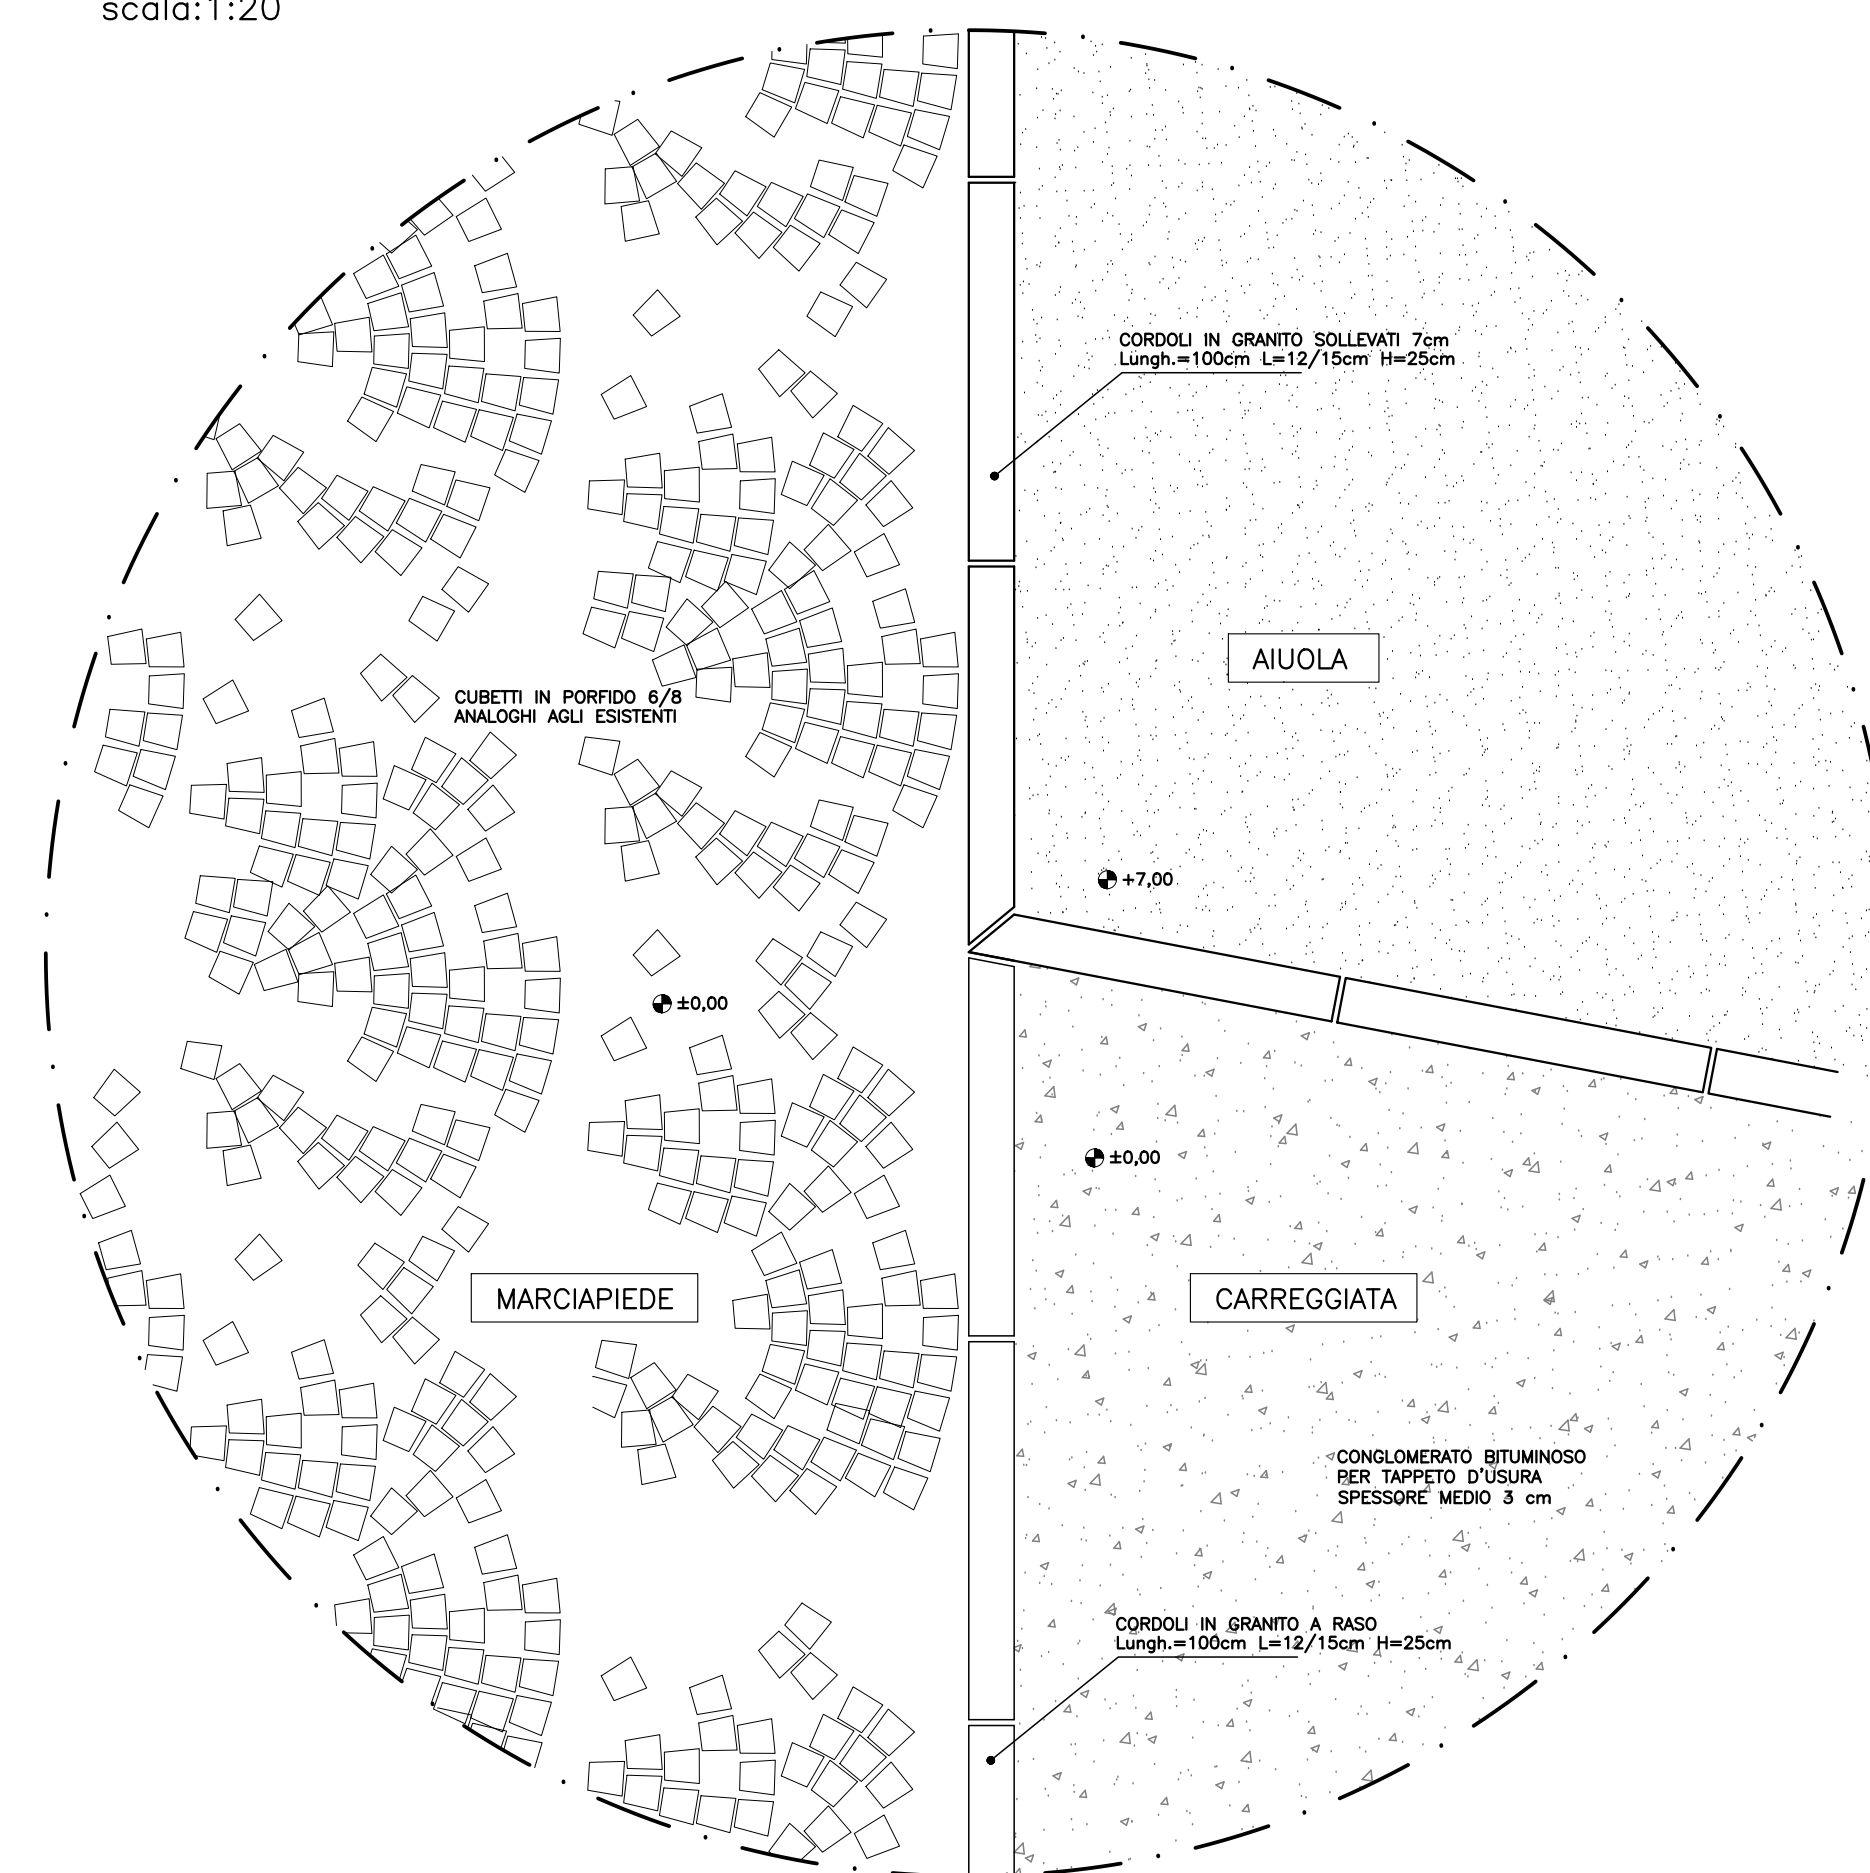 scala:1:20
CORDOLI IN GRANITO SOLLEVATI 7cm
Lungh.=100cm L=12/15cm H=25cm
AIUOLA
CUBETTI IN PORFIDO 6/8
ANALOGHI AGLI ESISTENTI
+7,00
±0,00
±0,00
MARCIAPIEDE
CARREGGIATA
CONGLOMERATO BITUMINOSO
PER TAPPETO D'USURA
SPESSORE MEDIO 3 cm
CORDOLI IN GRANITO A RASO
Lungh.=100cm L=12/15cm H=25cm